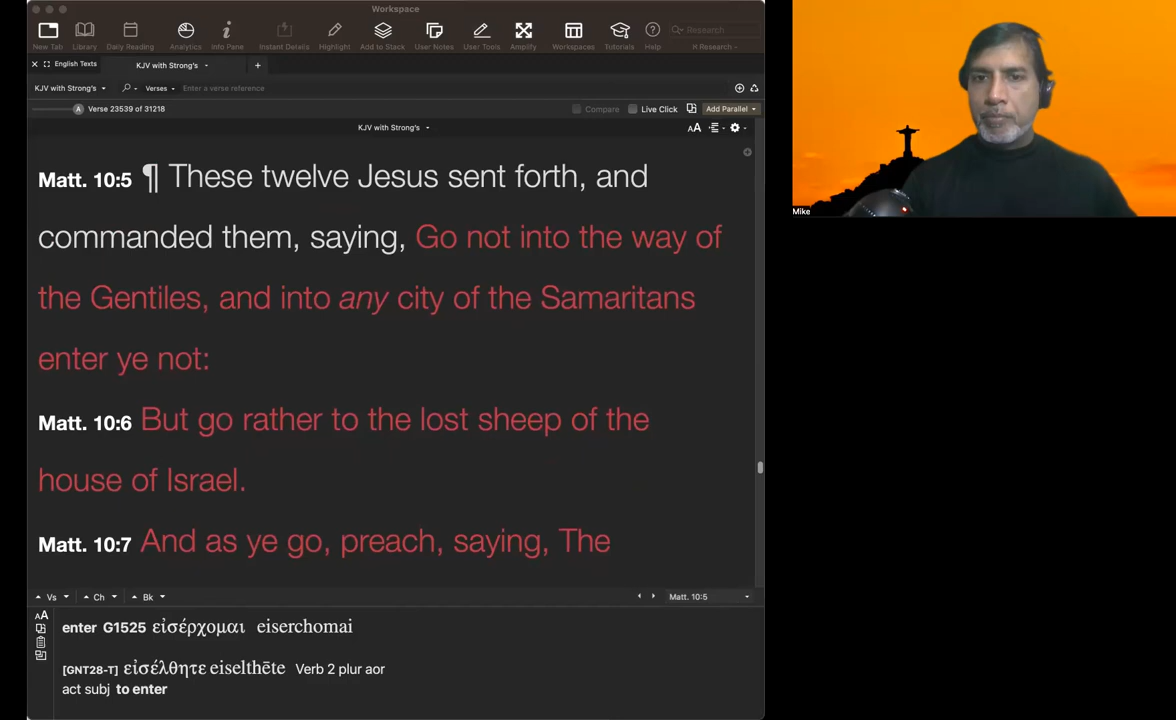 Workspace
New Tab Library Daily Reading Analytics Info Pane Instant Details Highlight Add to Stack User Notes User Tools Amplify Workspaces Tutorials Help Research
Research
English Texts KJV with Strong's +
KJV with Strong's Verses Enter a verse reference
A Verse 23539 of 31218 Compare Live Click Add Parallel
KJV with Strong's AA
Matt. 10:5 ¶ These twelve Jesus sent forth, and
commanded them, saying, Go not into the way of
the Gentiles, and into any city of the Samaritans
enter ye not:
Matt. 10:6 But go rather to the lost sheep of the
house of Israel.
Matt. 10:7 And as ye go, preach, saying, The
Vs Ch Bk Matt. 10:5
AA
enter G1525 εἰσέρχομαι eiserchomai
[GNT28-T] εἰσέλθητε eiselthēte Verb 2 plur aor
act subj to enter
Mike